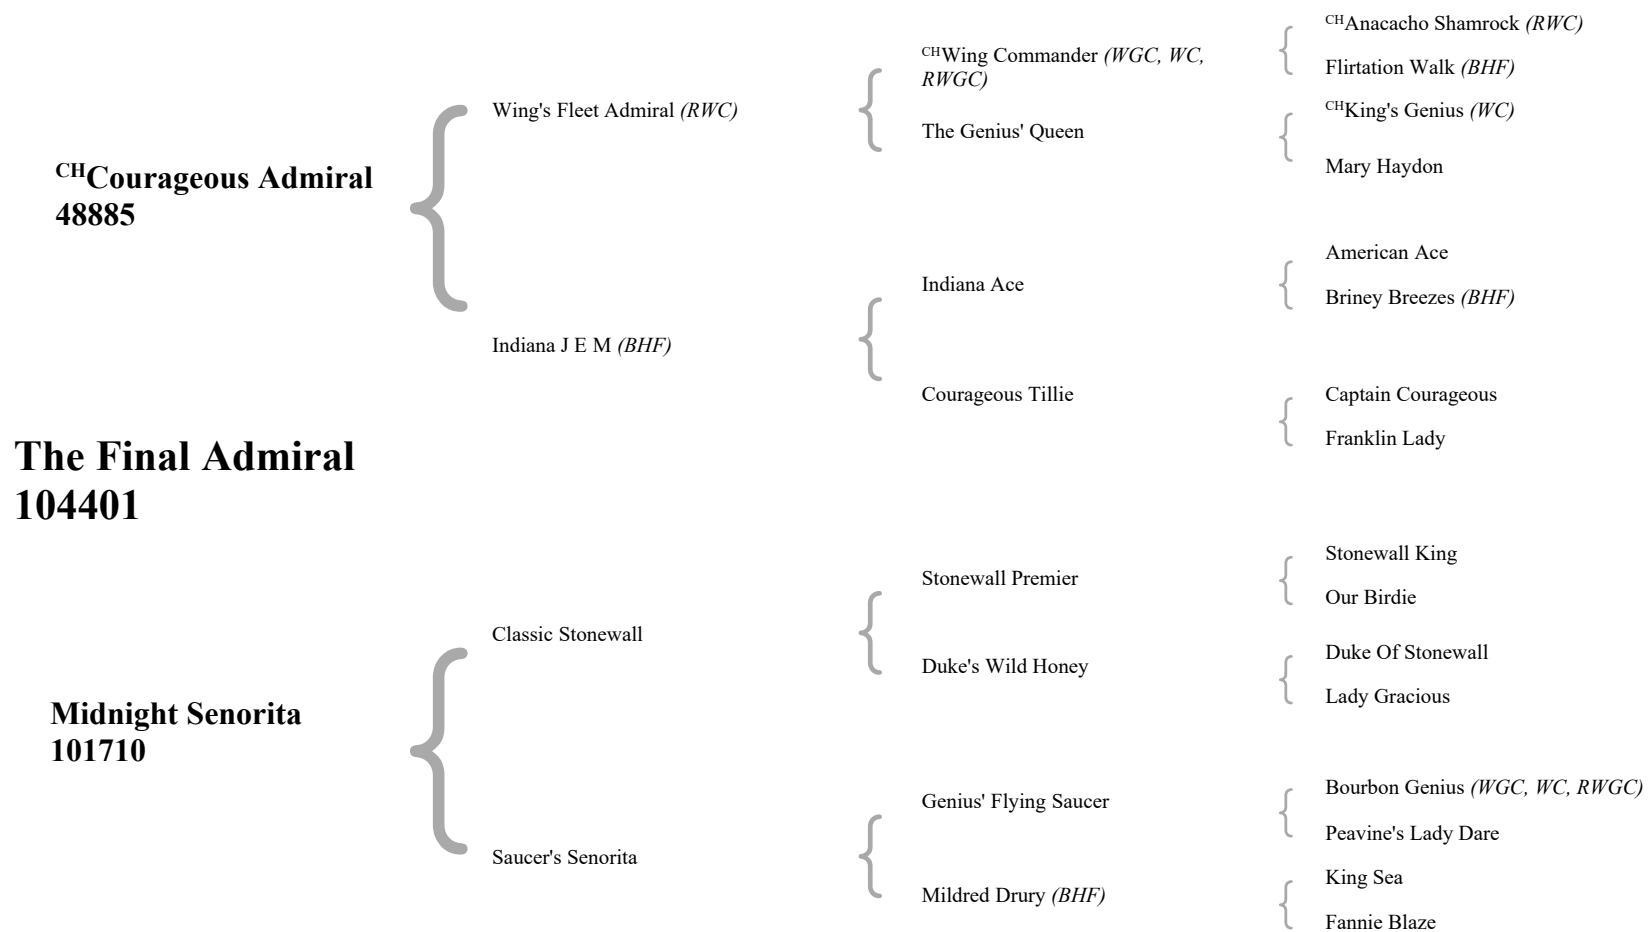 CHAnacacho Shamrock (RWC)
CHWing Commander (WGC, WC,
RWGC)
Flirtation Walk (BHF)
Wing's Fleet Admiral (RWC)
CHKing's Genius (WC)
The Genius' Queen
Mary Haydon
CHCourageous Admiral
48885
American Ace
Indiana Ace
Briney Breezes (BHF)
Indiana J E M (BHF)
Courageous Tillie
Captain Courageous
Franklin Lady
The Final Admiral
104401
Stonewall King
Stonewall Premier
Our Birdie
Classic Stonewall
Duke Of Stonewall
Duke's Wild Honey
Lady Gracious
Midnight Senorita
101710
Bourbon Genius (WGC, WC, RWGC)
Genius' Flying Saucer
Peavine's Lady Dare
Saucer's Senorita
King Sea
Mildred Drury (BHF)
Fannie Blaze